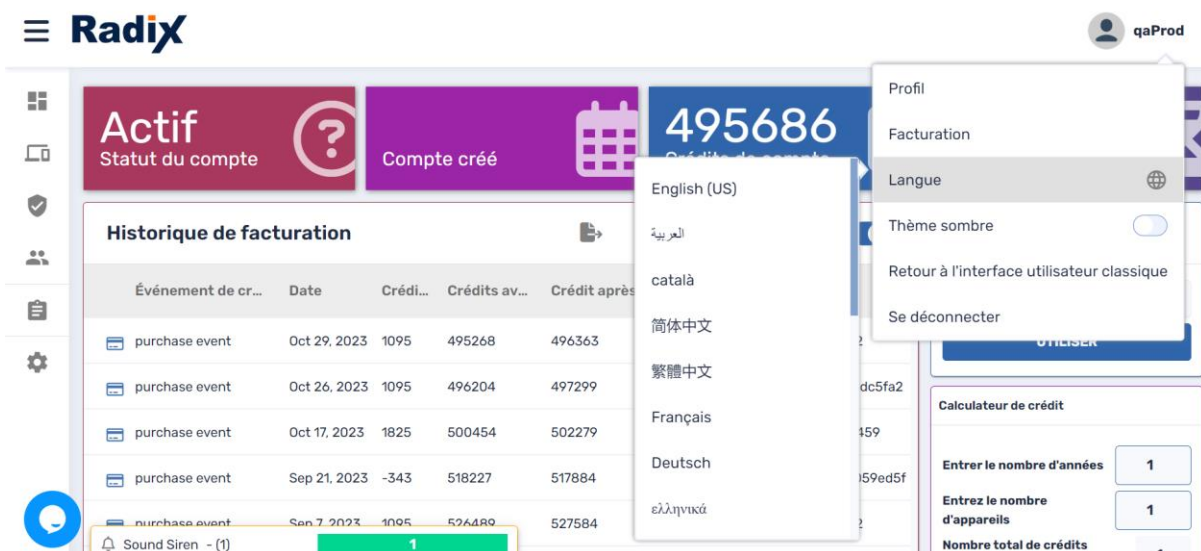 Radix
qaProd
Actif
Statut du compte
Compte créé
495686
Profil
Facturation
Langue
Thème sombre
Retour à l'interface utilisateur classique
Se déconnecter
English (US)
العربية
català
简体中文
繁體中文
Français
Deutsch
ελληνικά
Historique de facturation
Événement de cr... Date Crédi... Crédits av... Crédit après
purchase event Oct 29, 2023 1095 495268 496363
purchase event Oct 26, 2023 1095 496204 497299 dc5fa2
purchase event Oct 17, 2023 1825 500454 502279 459
purchase event Sep 21, 2023 -343 518227 517884 059ed5f
purchase event Sep 7, 2023 1095 526489 527584
Sound Siren - (1) 1
UTILISER
Calculateur de crédit
Entrer le nombre d'années 1
Entrez le nombre
d'appareils 1
Nombre total de crédits